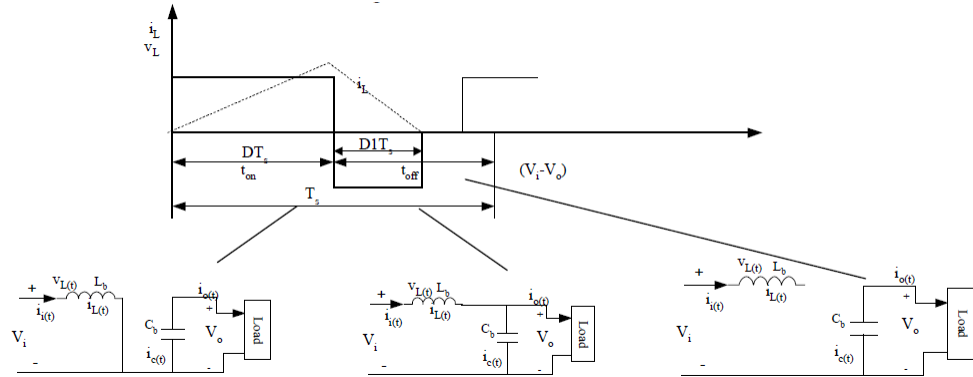 i_L
v_L
i_L
D1T_s
DT_s
t_on
t_off
(V_i-V_o)
T_s
v_L(t) L_b
i_o(t)
+
+
i_i(t)
i_L(t)
C_b
V_i
V_o
Load
i_c(t)
-
-
v_L(t) L_b
i_o(t)
+
+
i_i(t)
i_L(t)
C_b
V_i
V_o
Load
i_c(t)
-
-
v_L(t) L_b
i_o(t)
+
+
i_i(t)
i_L(t)
C_b
V_i
V_o
Load
i_c(t)
-
-